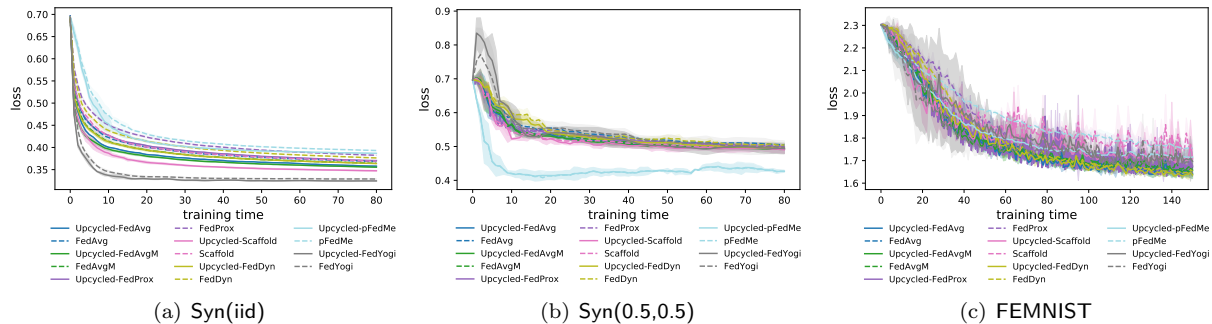 0.70
0.65
0.60
0.55
0.50
0.45
0.40
0.35
loss
0 10 20 30 40 50 60 70 80
training time
Upcycled-FedAvg FedProx Upcycled-pFedMe
FedAvg Upcycled-Scaffold pFedMe
Upcycled-FedAvgM Scaffold Upcycled-FedYogi
FedAvgM Upcycled-FedDyn FedYogi
Upcycled-FedProx FedDyn
(a) Syn(iid)
0.9
0.8
0.7
0.6
0.5
0.4
loss
0 10 20 30 40 50 60 70 80
training time
Upcycled-FedAvg FedProx Upcycled-pFedMe
FedAvg Upcycled-Scaffold pFedMe
Upcycled-FedAvgM Scaffold Upcycled-FedYogi
FedAvgM Upcycled-FedDyn FedYogi
Upcycled-FedProx FedDyn
(b) Syn(0.5,0.5)
2.3
2.2
2.1
1.9
1.8
1.7
1.6
loss
0 20 40 60 80 100 120 140
training time
Upcycled-FedAvg FedProx Upcycled-pFedMe
FedAvg Upcycled-Scaffold pFedMe
Upcycled-FedAvgM Scaffold Upcycled-FedYogi
FedAvgM Upcycled-FedDyn FedYogi
Upcycled-FedProx FedDyn
(c) FEMNIST